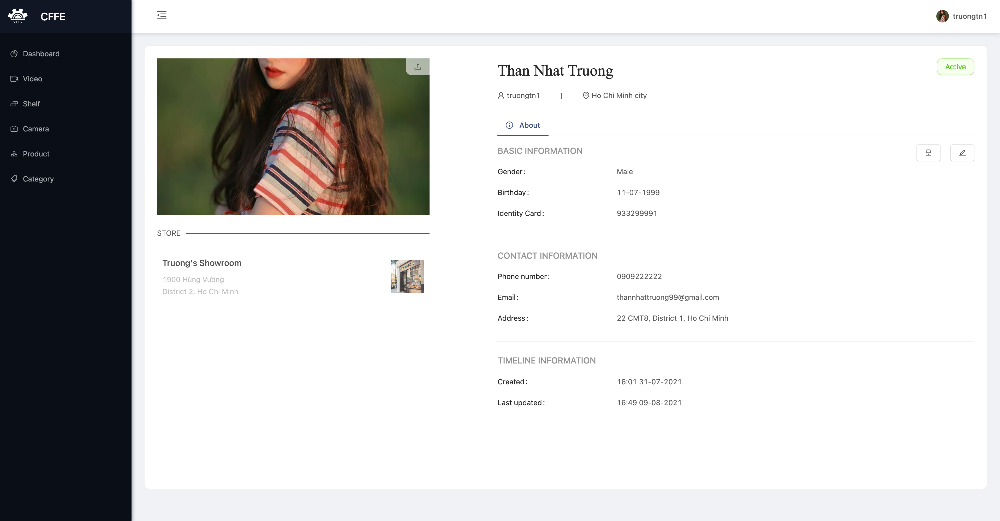 CFFE
CFFE
truongtn1
Dashboard
Video
Shelf
Camera
Product
Category
Than Nhat Truong
Active
truongtn1 | Ho Chi Minh city
About
BASIC INFORMATION
Gender: Male
Birthday: 11-07-1999
Identity Card: 933299991
STORE
Truong's Showroom
1900 Hùng Vương
District 2, Ho Chi Minh
ROLEX
CONTACT INFORMATION
Phone number: 0909222222
Email: thannhattruong99@gmail.com
Address: 22 CMT8, District 1, Ho Chi Minh
TIMELINE INFORMATION
Created: 16:01 31-07-2021
Last updated: 16:49 09-08-2021